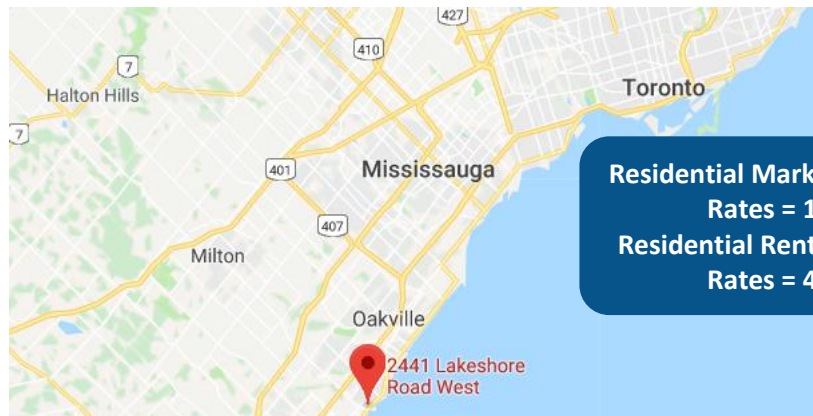 427
410
7
Halton Hills
Toronto
7
401
Mississauga
Residential Mark
Rates = 1
407
Residential Rent
Milton
Rates = 4
Oakville
2441 Lakeshore
Road West